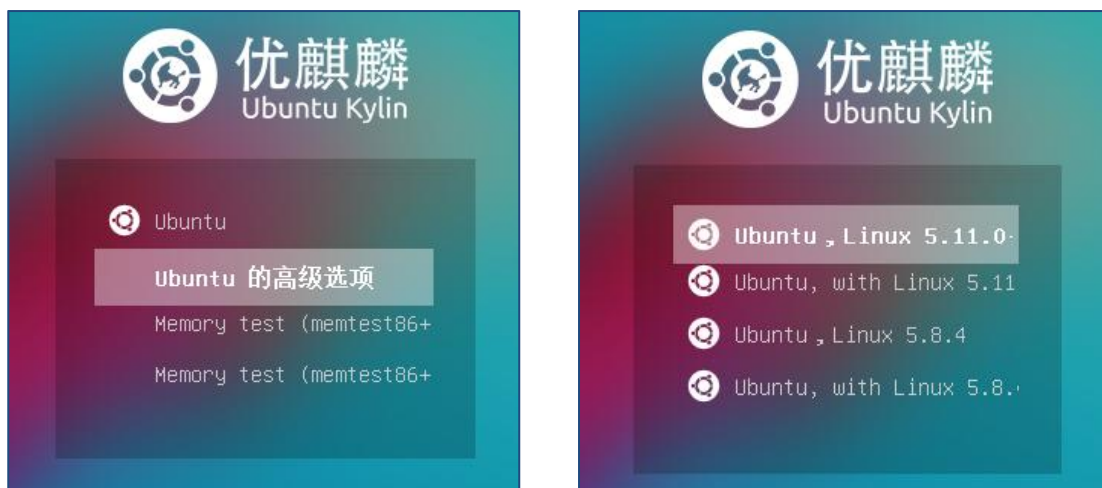 优麒麟
Ubuntu Kylin
Ubuntu
Ubuntu 的高级选项
Memory test (memtest86+
Memory test (memtest86+
优麒麟
Ubuntu Kylin
Ubuntu，Linux 5.11.0-
Ubuntu, with Linux 5.11
Ubuntu，Linux 5.8.4
Ubuntu, with Linux 5.8.